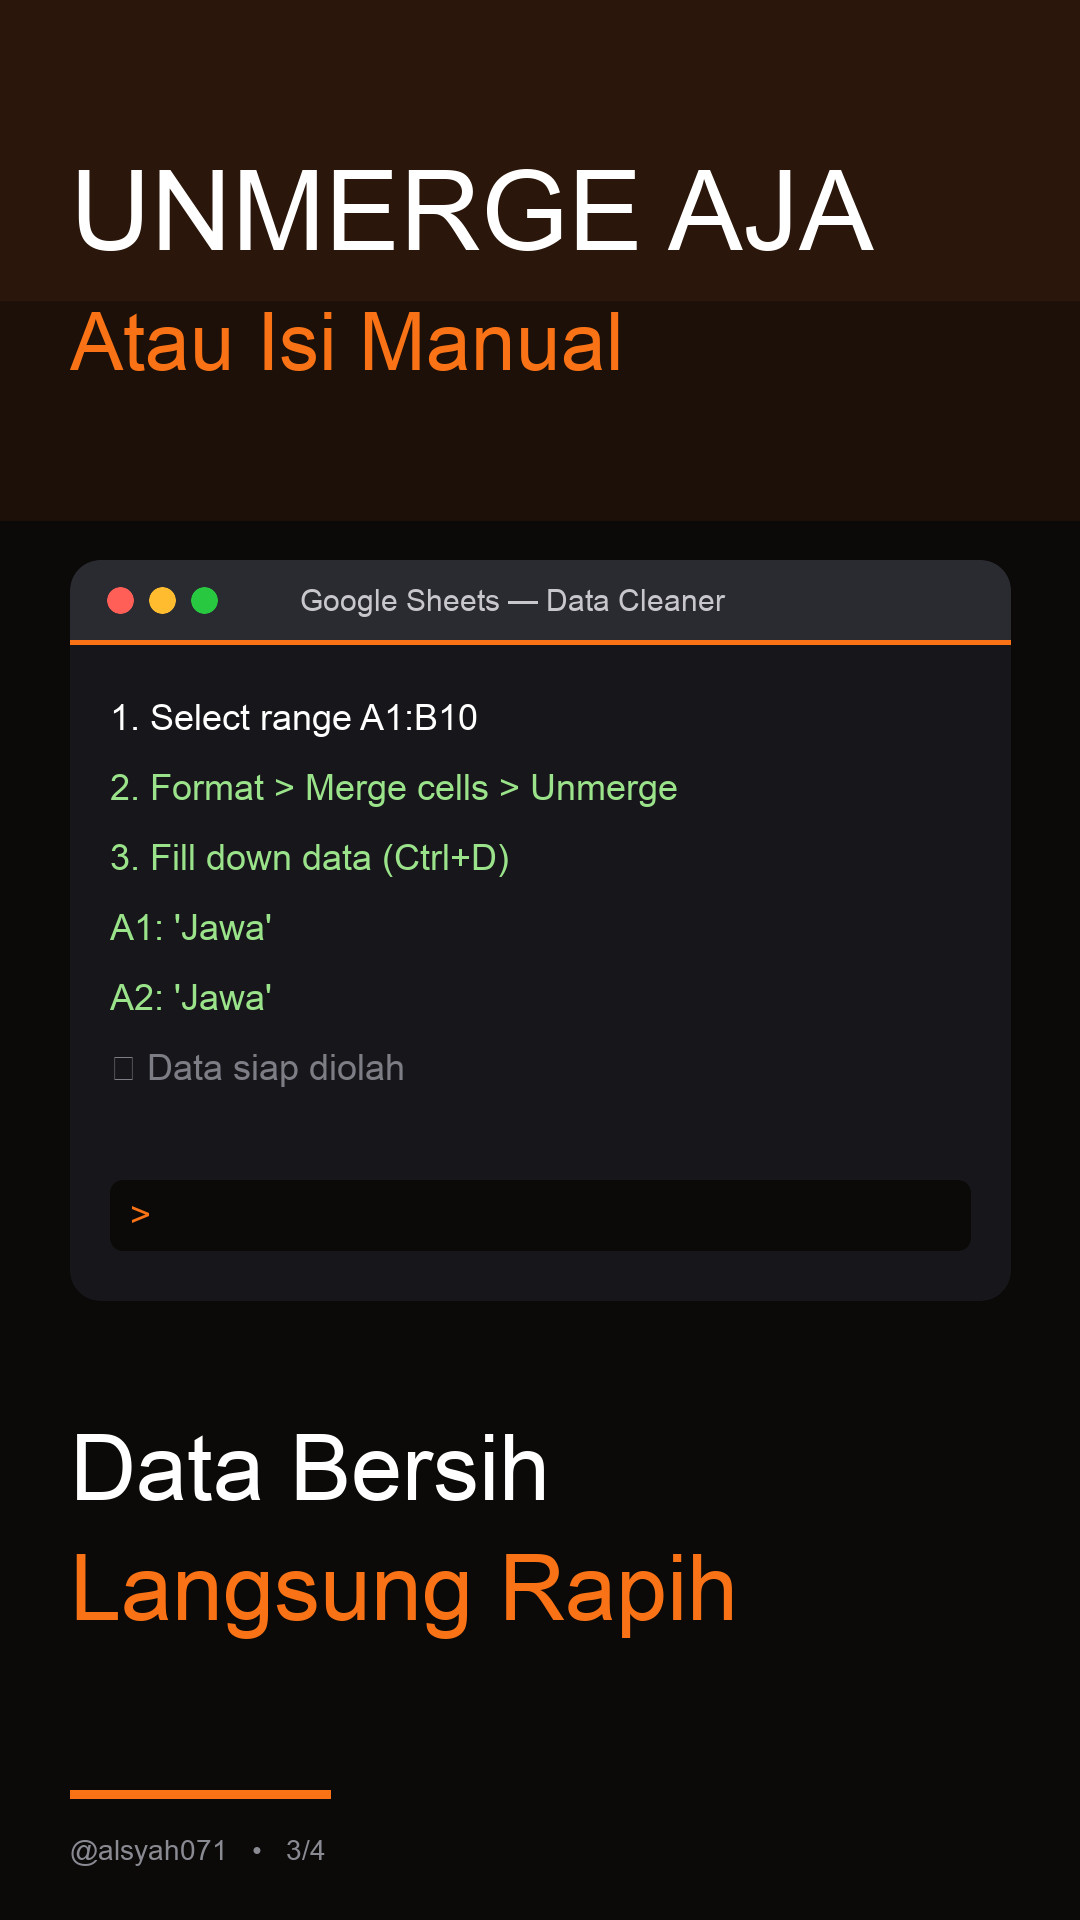 UNMERGE AJA
Atau Isi Manual
Google Sheets — Data Cleaner
1. Select range A1:B10
2. Format > Merge cells > Unmerge
3. Fill down data (Ctrl+D)
A1: 'Jawa'
A2: 'Jawa'
□ Data siap diolah
>
Data Bersih
Langsung Rapih
@alsyah071 • 3/4